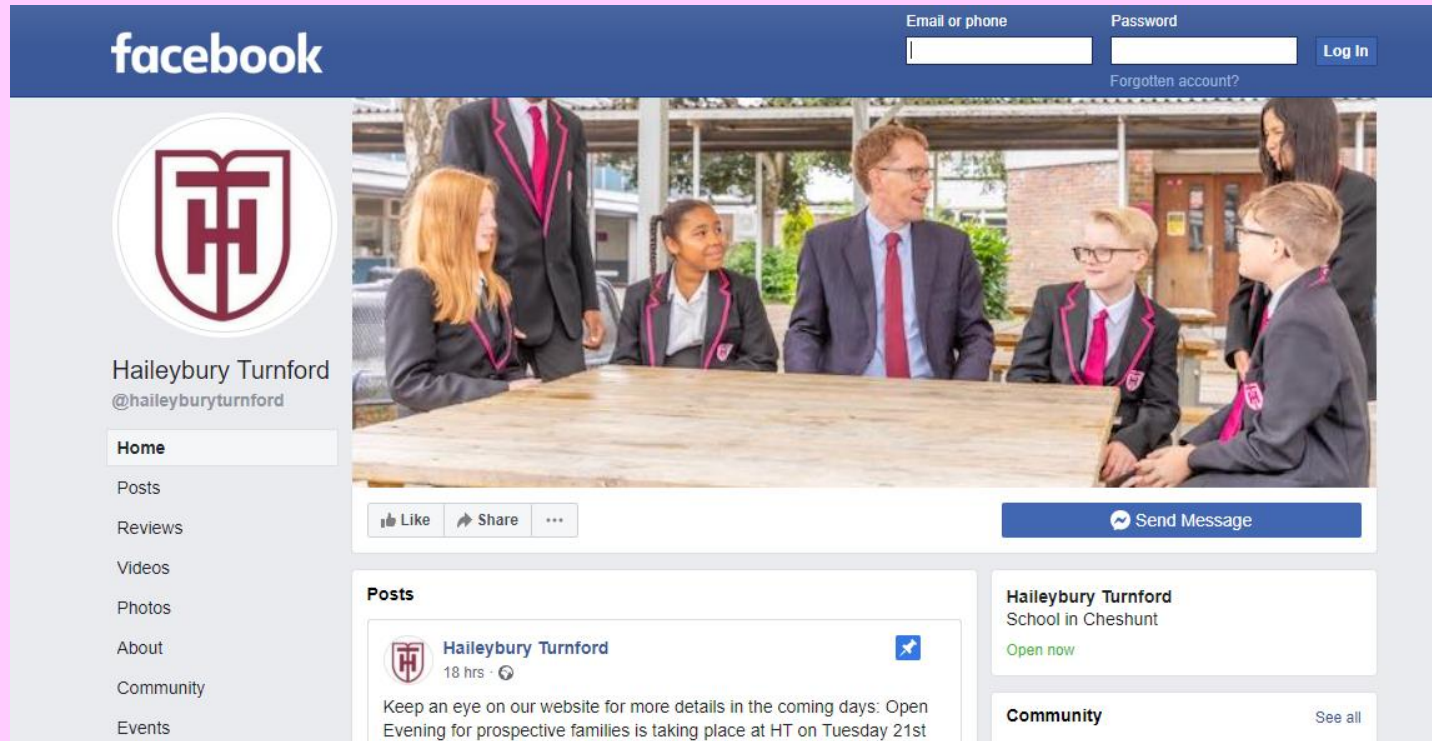 Email or phone
Password
facebook
Log In
Forgotten account?
TH
Haileybury Turnford
@haileyburyturnford
Home
Posts
Reviews
Videos
Photos
About
Community
Events
Like
Share
Send Message
Posts
Haileybury Turnford
18 hrs ·
Keep an eye on our website for more details in the coming days: Open
Evening for prospective families is taking place at HT on Tuesday 21st
Haileybury Turnford
School in Cheshunt
Open now
Community
See all